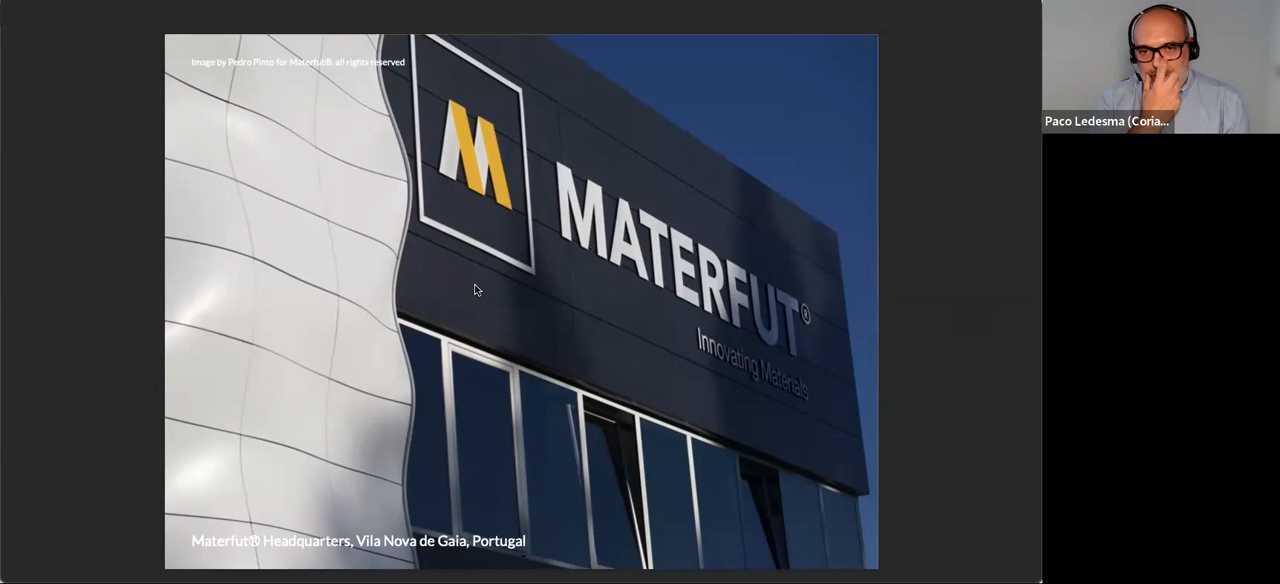 Image by Pedro Pinto for Materfut®, all rights reserved
M
MATERFUT®
Innovating Materials
Materfut® Headquarters, Vila Nova de Gaia, Portugal
Paco Ledesma (Coria...